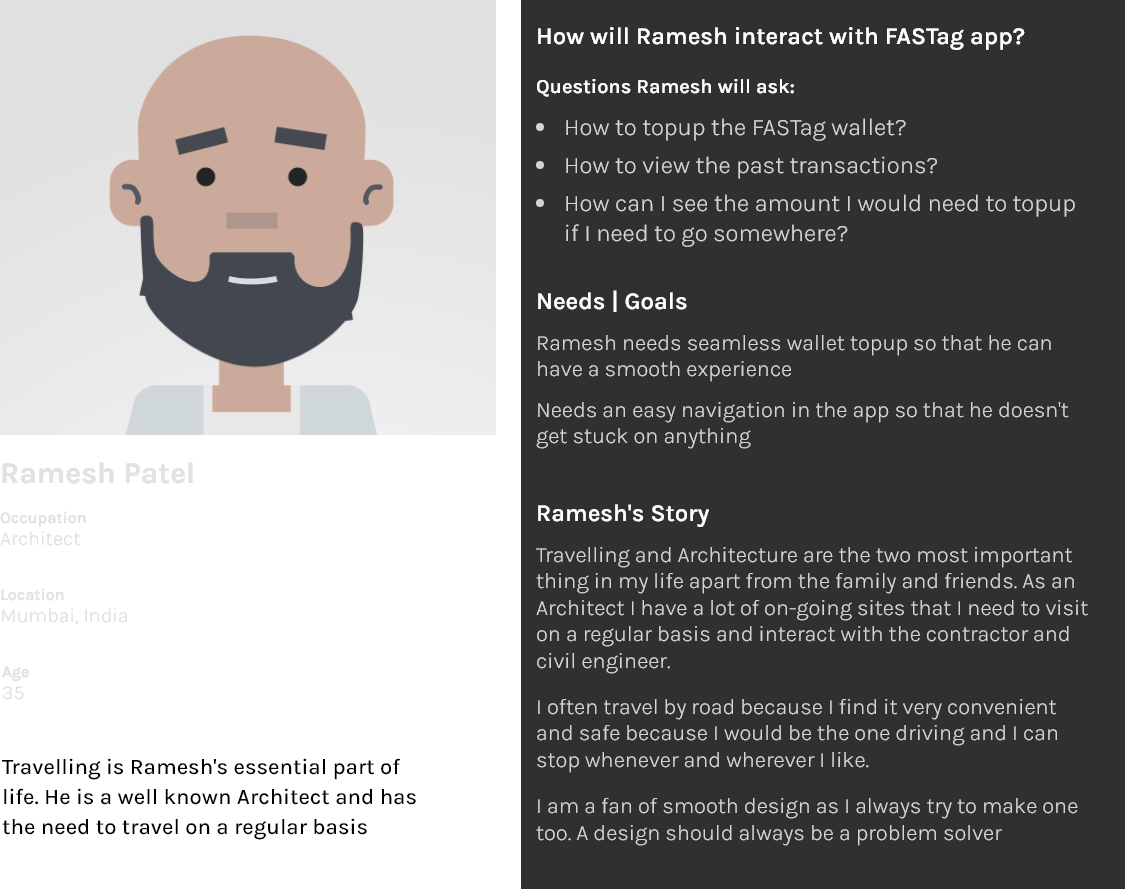 Ramesh Patel
Occupation
Architect
Location
Mumbai, India
Age
35
Travelling is Ramesh's essential part of
life. He is a well known Architect and has
the need to travel on a regular basis
How will Ramesh interact with FASTag app?
Questions Ramesh will ask:
• How to topup the FASTag wallet?
• How to view the past transactions?
• How can I see the amount I would need to topup
if I need to go somewhere?
Needs | Goals
Ramesh needs seamless wallet topup so that he can
have a smooth experience
Needs an easy navigation in the app so that he doesn't
get stuck on anything
Ramesh's Story
Travelling and Architecture are the two most important
thing in my life apart from the family and friends. As an
Architect I have a lot of on-going sites that I need to visit
on a regular basis and interact with the contractor and
civil engineer.
I often travel by road because I find it very convenient
and safe because I would be the one driving and I can
stop whenever and wherever I like.
I am a fan of smooth design as I always try to make one
too. A design should always be a problem solver